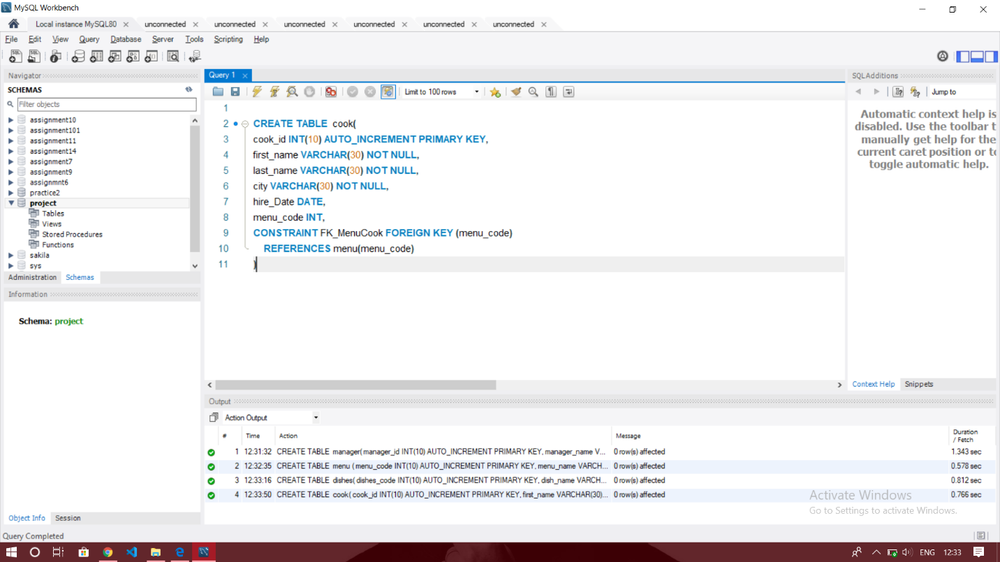 MySQL Workbench
Local instance MySQL80 unconnected unconnected unconnected unconnected unconnected unconnected
File Edit View Query Database Server Tools Scripting Help
Navigator
SCHEMAS
Filter objects
assignment10
assignment101
assignment11
assignment14
assignment7
assignment9
assignmnt6
practice2
project
Tables
Views
Stored Procedures
Functions
sakila
sys
Administration Schemas
Information
Schema: project
Object Info Session
Query 1
Limit to 100 rows
1
2 CREATE TABLE cook(
3 cook_id INT(10) AUTO_INCREMENT PRIMARY KEY,
4 first_name VARCHAR(30) NOT NULL,
5 last_name VARCHAR(30) NOT NULL,
6 city VARCHAR(30) NOT NULL,
7 hire_Date DATE,
8 menu_code INT,
9 CONSTRAINT FK_MenuCook FOREIGN KEY (menu_code)
10 REFERENCES menu(menu_code)
11 )
SQLAdditions
Jump to
Automatic context help is
disabled. Use the toolbar t
manually get help for the
current caret position or to
toggle automatic help.
Context Help Snippets
Output
Action Output
# Time Action Message Duration / Fetch
1 12:31:32 CREATE TABLE manager( manager_id INT(10) AUTO_INCREMENT PRIMARY KEY, manager_name V... 0 row(s) affected 1.343 sec
2 12:32:35 CREATE TABLE menu ( menu_code INT(10) AUTO_INCREMENT PRIMARY KEY, menu_name VARCH... 0 row(s) affected 0.578 sec
3 12:33:16 CREATE TABLE dishes( dishes_code INT(10) AUTO_INCREMENT PRIMARY KEY, dish_name VARCH... 0 row(s) affected 0.812 sec
4 12:33:50 CREATE TABLE cook( cook_id INT(10) AUTO_INCREMENT PRIMARY KEY, first_name VARCHAR(30)... 0 row(s) affected 0.766 sec
Activate Windows
Go to Settings to activate Windows.
Query Completed
ENG 12:33